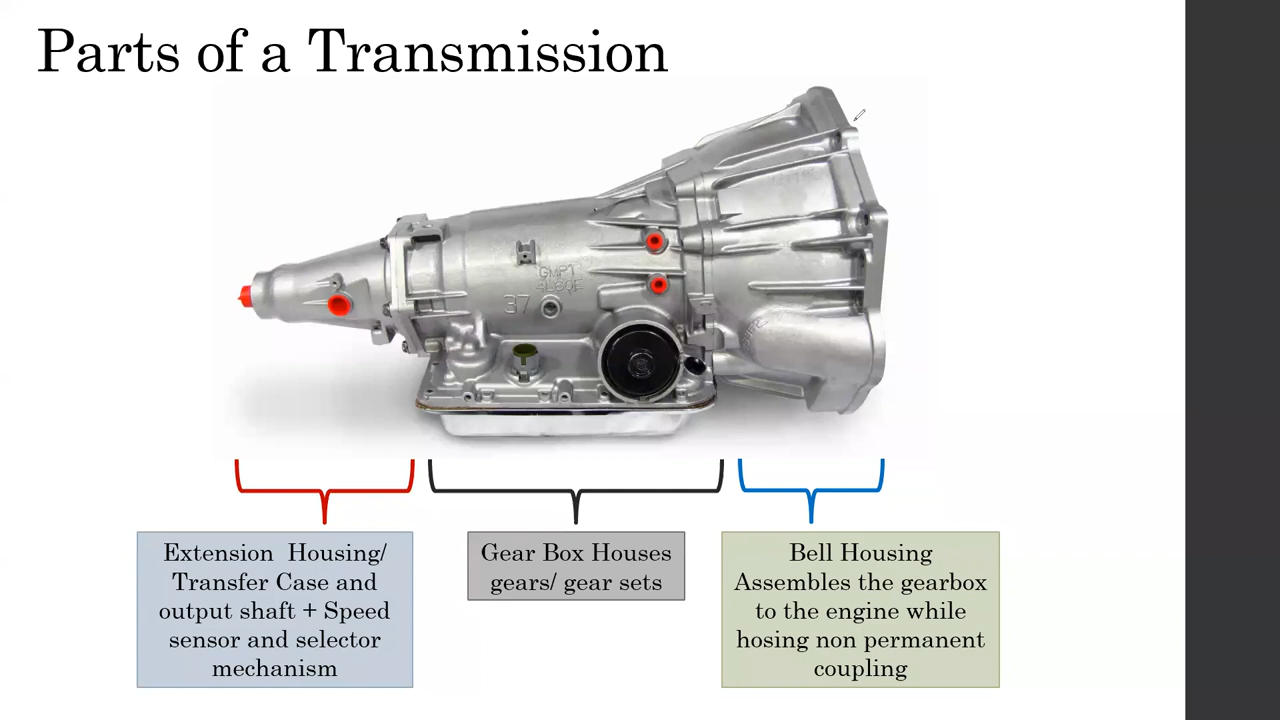 Parts of a Transmission
GMPT
4L60E
37
Extension Housing/
Transfer Case and
output shaft + Speed
sensor and selector
mechanism
Gear Box Houses
gears/ gear sets
Bell Housing
Assembles the gearbox
to the engine while
hosing non permanent
coupling